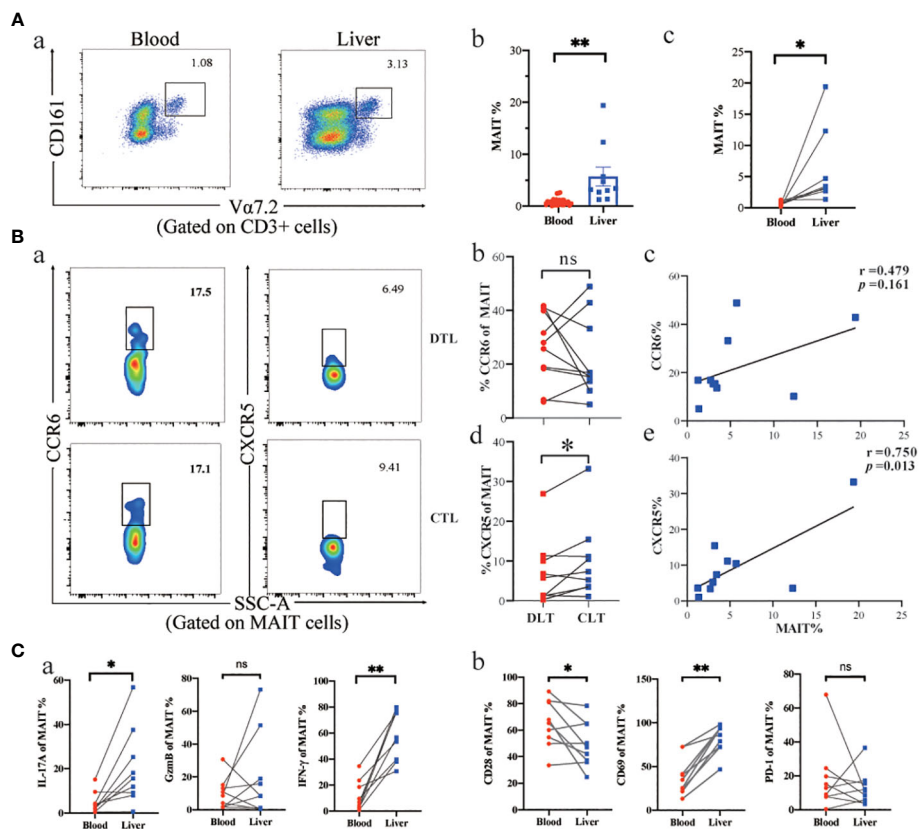 A
a
Blood
Liver
1.08
3.13
CD161
Vα7.2
(Gated on CD3+ cells)
b
**
MAIT %
30
20
10
5
0
Blood
Liver
c
*
MAIT %
25
20
15
10
5
0
Blood
Liver
B
a
17.5
6.49
DTL
CCR6
CXCR5
17.1
9.41
CTL
SSC-A
(Gated on MAIT cells)
b
ns
% CCR6 of MAIT
60
40
20
0
c
r =0.479
p =0.161
CCR6%
60
40
20
0
0
5
10
15
20
25
d
*
% CXCR5 of MAIT
40
30
20
10
0
DLT
CLT
e
r =0.750
p =0.013
CXCR5%
40
30
20
10
0
0
5
10
15
20
25
MAIT%
C
a
*
IL-17A of MAIT %
60
40
20
0
Blood
Liver
ns
GzmB of MAIT %
80
60
40
20
0
Blood
Liver
**
IFN-γ of MAIT %
100
80
60
40
20
0
Blood
Liver
b
*
CD28 of MAIT %
100
80
60
40
20
0
Blood
Liver
**
CD69 of MAIT %
150
100
50
0
Blood
Liver
ns
PD-1 of MAIT %
80
60
40
20
0
Blood
Liver